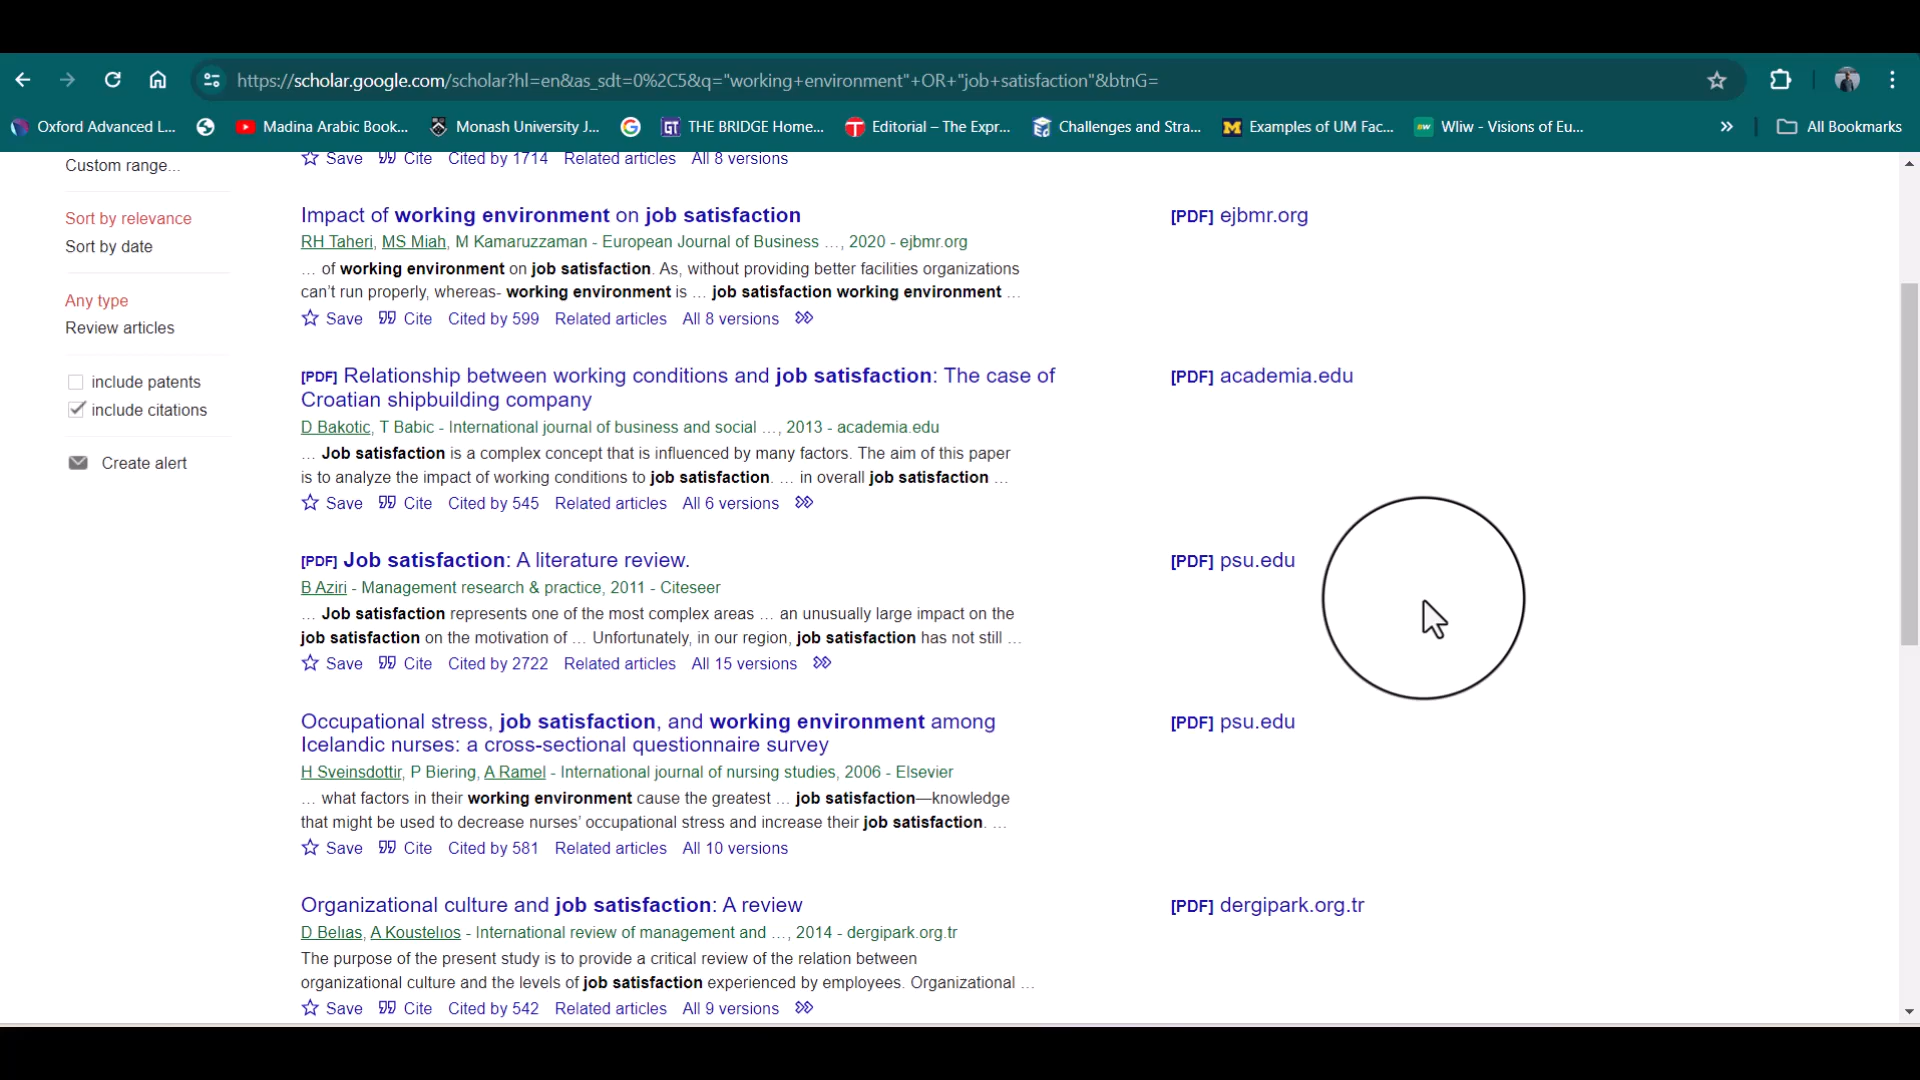 https://scholar.google.com/scholar?hl=en&as_sdt=0%2C5&q="working+environment"+OR+"job+satisfaction"&btnG=
Oxford Advanced L... Madina Arabic Book... Monash University J... THE BRIDGE Home... Editorial – The Expr... Challenges and Stra... Examples of UM Fac... Wliw - Visions of Eu... » All Bookmarks
Custom range...
Sort by relevance
Sort by date
Any type
Review articles
include patents
include citations
Create alert
Save Cite Cited by 1714 Related articles All 8 versions
Impact of working environment on job satisfaction
[PDF] ejbmr.org
RH Taheri, MS Miah, M Kamaruzzaman - European Journal of Business …, 2020 - ejbmr.org
… of working environment on job satisfaction. As, without providing better facilities organizations
can't run properly, whereas- working environment is … job satisfaction working environment …
Save Cite Cited by 599 Related articles All 8 versions
[PDF] Relationship between working conditions and job satisfaction: The case of
Croatian shipbuilding company
[PDF] academia.edu
D Bakotic, T Babic - International journal of business and social …, 2013 - academia.edu
… Job satisfaction is a complex concept that is influenced by many factors. The aim of this paper
is to analyze the impact of working conditions to job satisfaction. … in overall job satisfaction …
Save Cite Cited by 545 Related articles All 6 versions
[PDF] Job satisfaction: A literature review.
[PDF] psu.edu
B Aziri - Management research & practice, 2011 - Citeseer
… Job satisfaction represents one of the most complex areas … an unusually large impact on the
job satisfaction on the motivation of … Unfortunately, in our region, job satisfaction has not still …
Save Cite Cited by 2722 Related articles All 15 versions
Occupational stress, job satisfaction, and working environment among
Icelandic nurses: a cross-sectional questionnaire survey
[PDF] psu.edu
H Sveinsdottir, P Biering, A Ramel - International journal of nursing studies, 2006 - Elsevier
… what factors in their working environment cause the greatest … job satisfaction—knowledge
that might be used to decrease nurses' occupational stress and increase their job satisfaction. …
Save Cite Cited by 581 Related articles All 10 versions
Organizational culture and job satisfaction: A review
[PDF] dergipark.org.tr
D Belias, A Koustelios - International review of management and …, 2014 - dergipark.org.tr
The purpose of the present study is to provide a critical review of the relation between
organizational culture and the levels of job satisfaction experienced by employees. Organizational …
Save Cite Cited by 542 Related articles All 9 versions